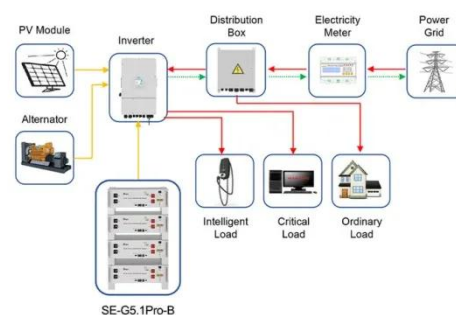 PV Module
Inverter
Distribution
Box
Electricity
Meter
Power
Grid
Alternator
Intelligent
Load
Critical
Load
Ordinary
Load
SE-G5.1Pro-B